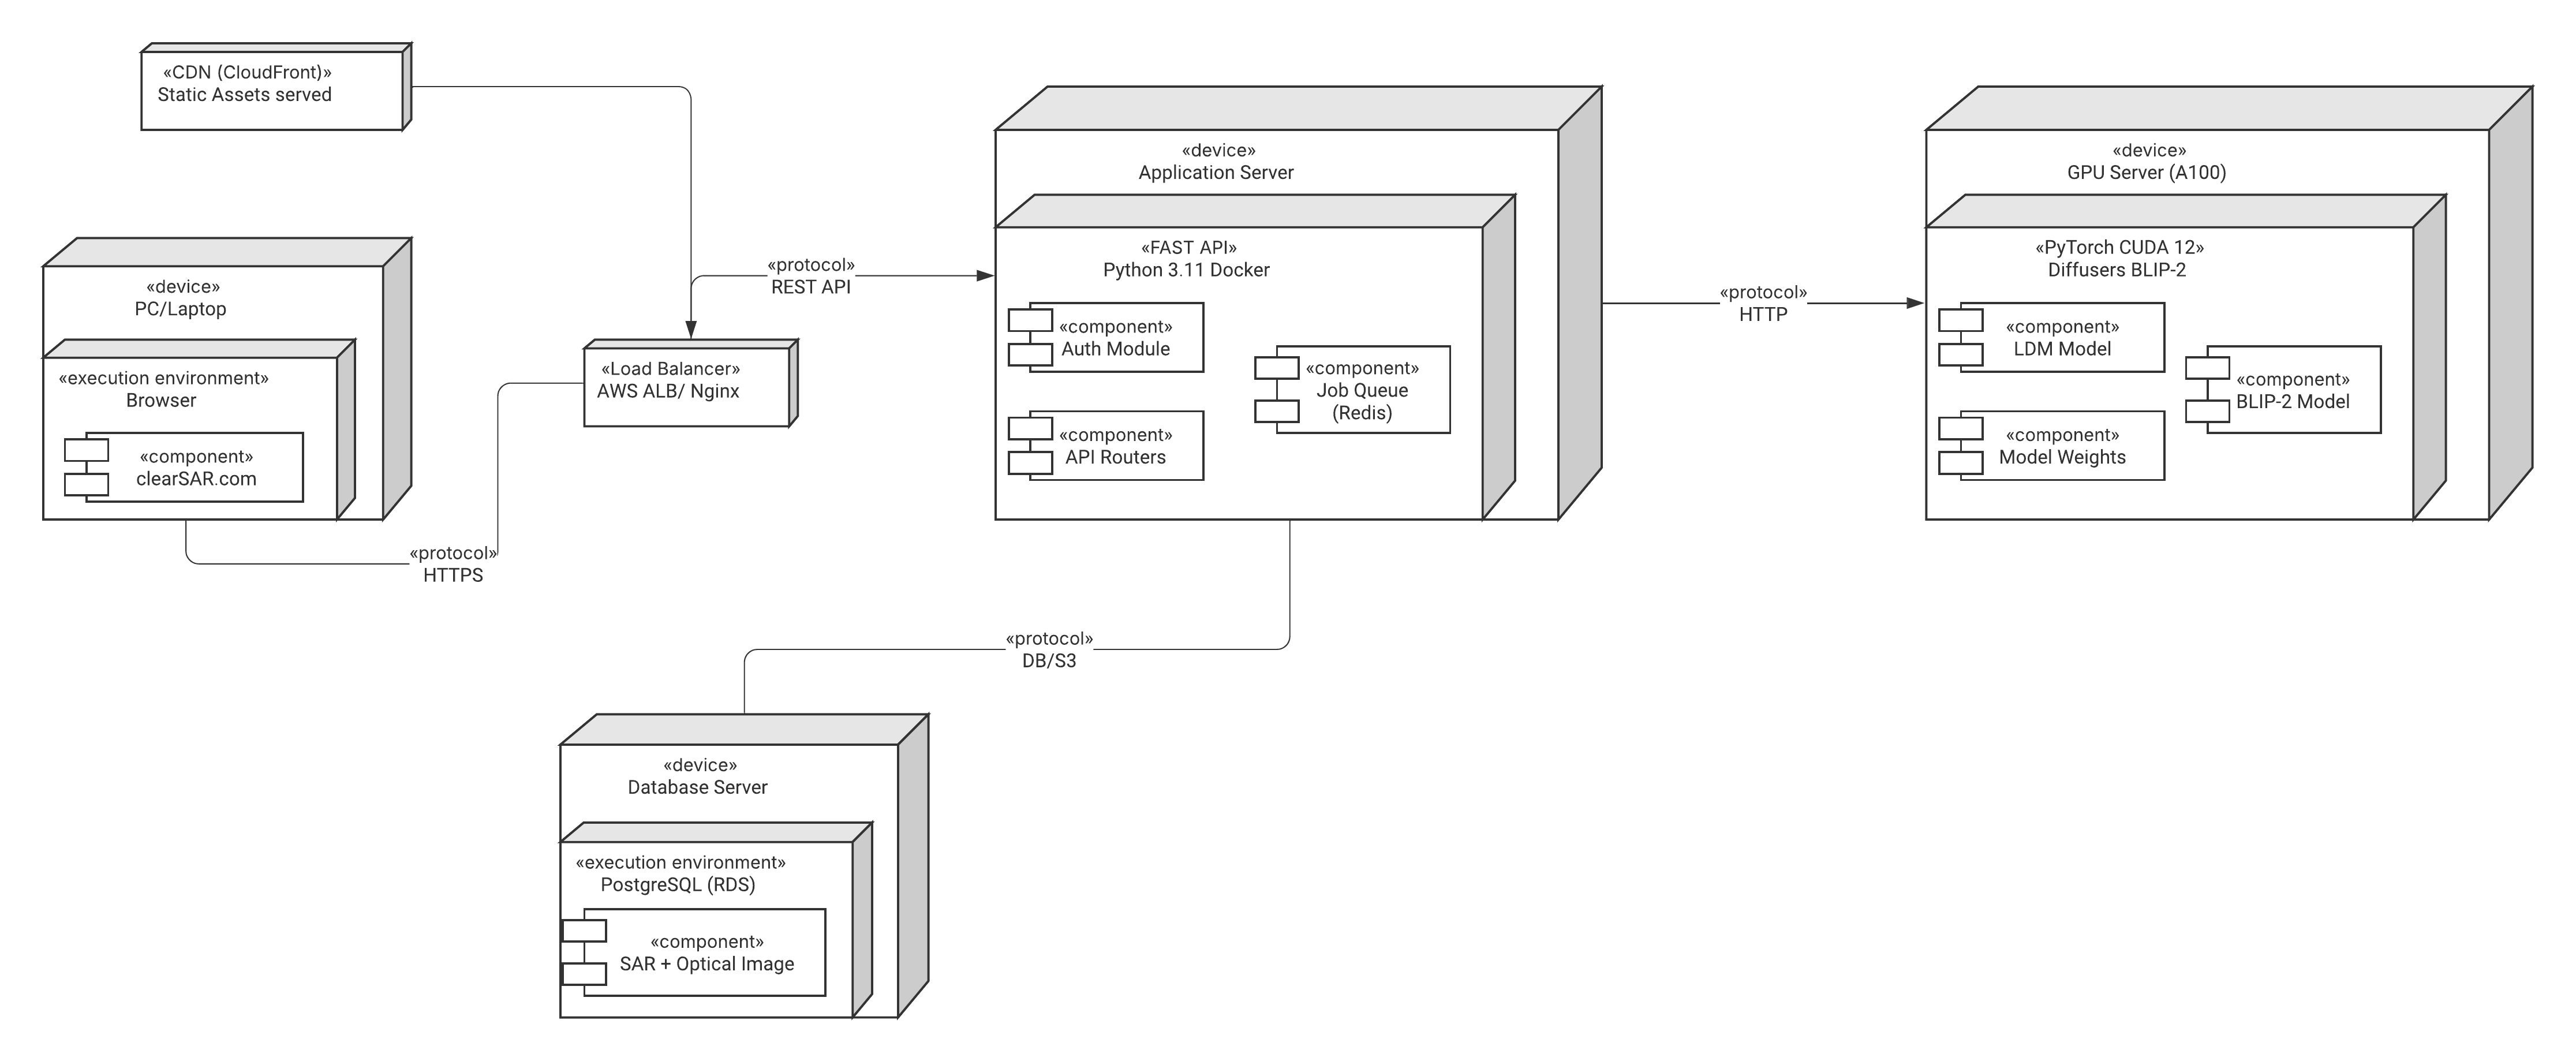 «CDN (CloudFront)»
Static Assets served
«device»
PC/Laptop
«execution environment»
Browser
«component»
clearSAR.com
«protocol»
HTTPS
«Load Balancer»
AWS ALB/ Nginx
«protocol»
REST API
«device»
Application Server
«FAST API»
Python 3.11 Docker
«component»
Auth Module
«component»
Job Queue
(Redis)
«component»
API Routers
«protocol»
HTTP
«device»
GPU Server (A100)
«PyTorch CUDA 12»
Diffusers BLIP-2
«component»
LDM Model
«component»
BLIP-2 Model
«component»
Model Weights
«protocol»
DB/S3
«device»
Database Server
«execution environment»
PostgreSQL (RDS)
«component»
SAR + Optical Image